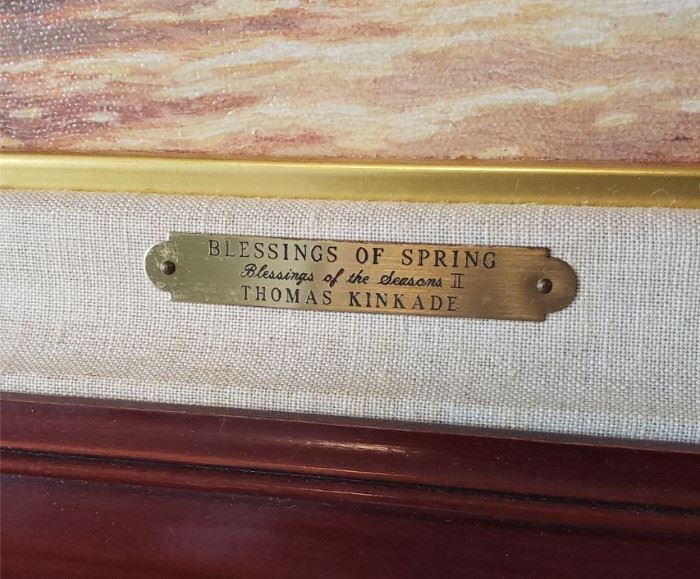 BLESSINGS OF SPRING
Blessings of the Seasons II
THOMAS KINKADE